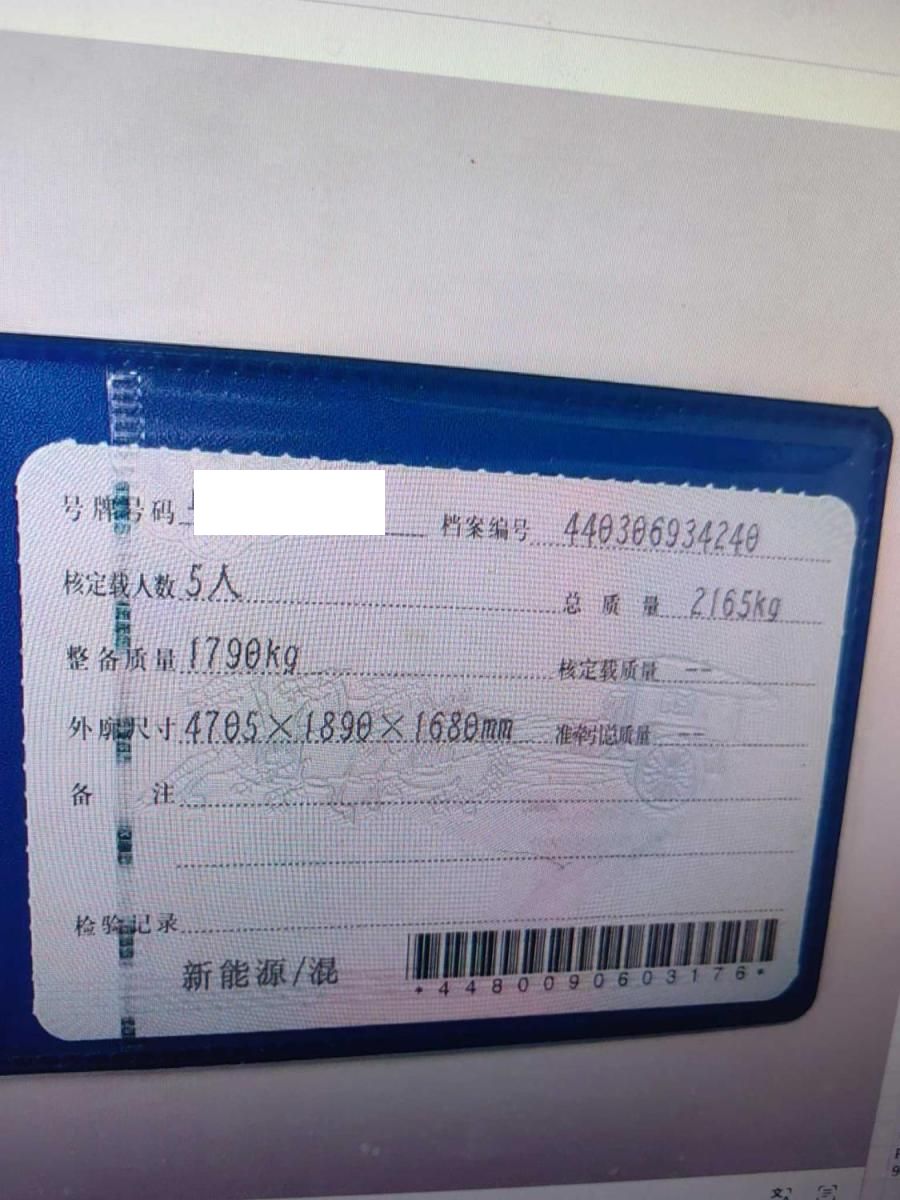 号牌号码 档案编号 440306934240
核定载人数 5人 总质量 2165kg
整备质量 1790kg 核定载质量 --
外廓尺寸 4705×1890×1680mm 准牵引总质量 --
备注
检验记录
新能源/混
*4480090603176*